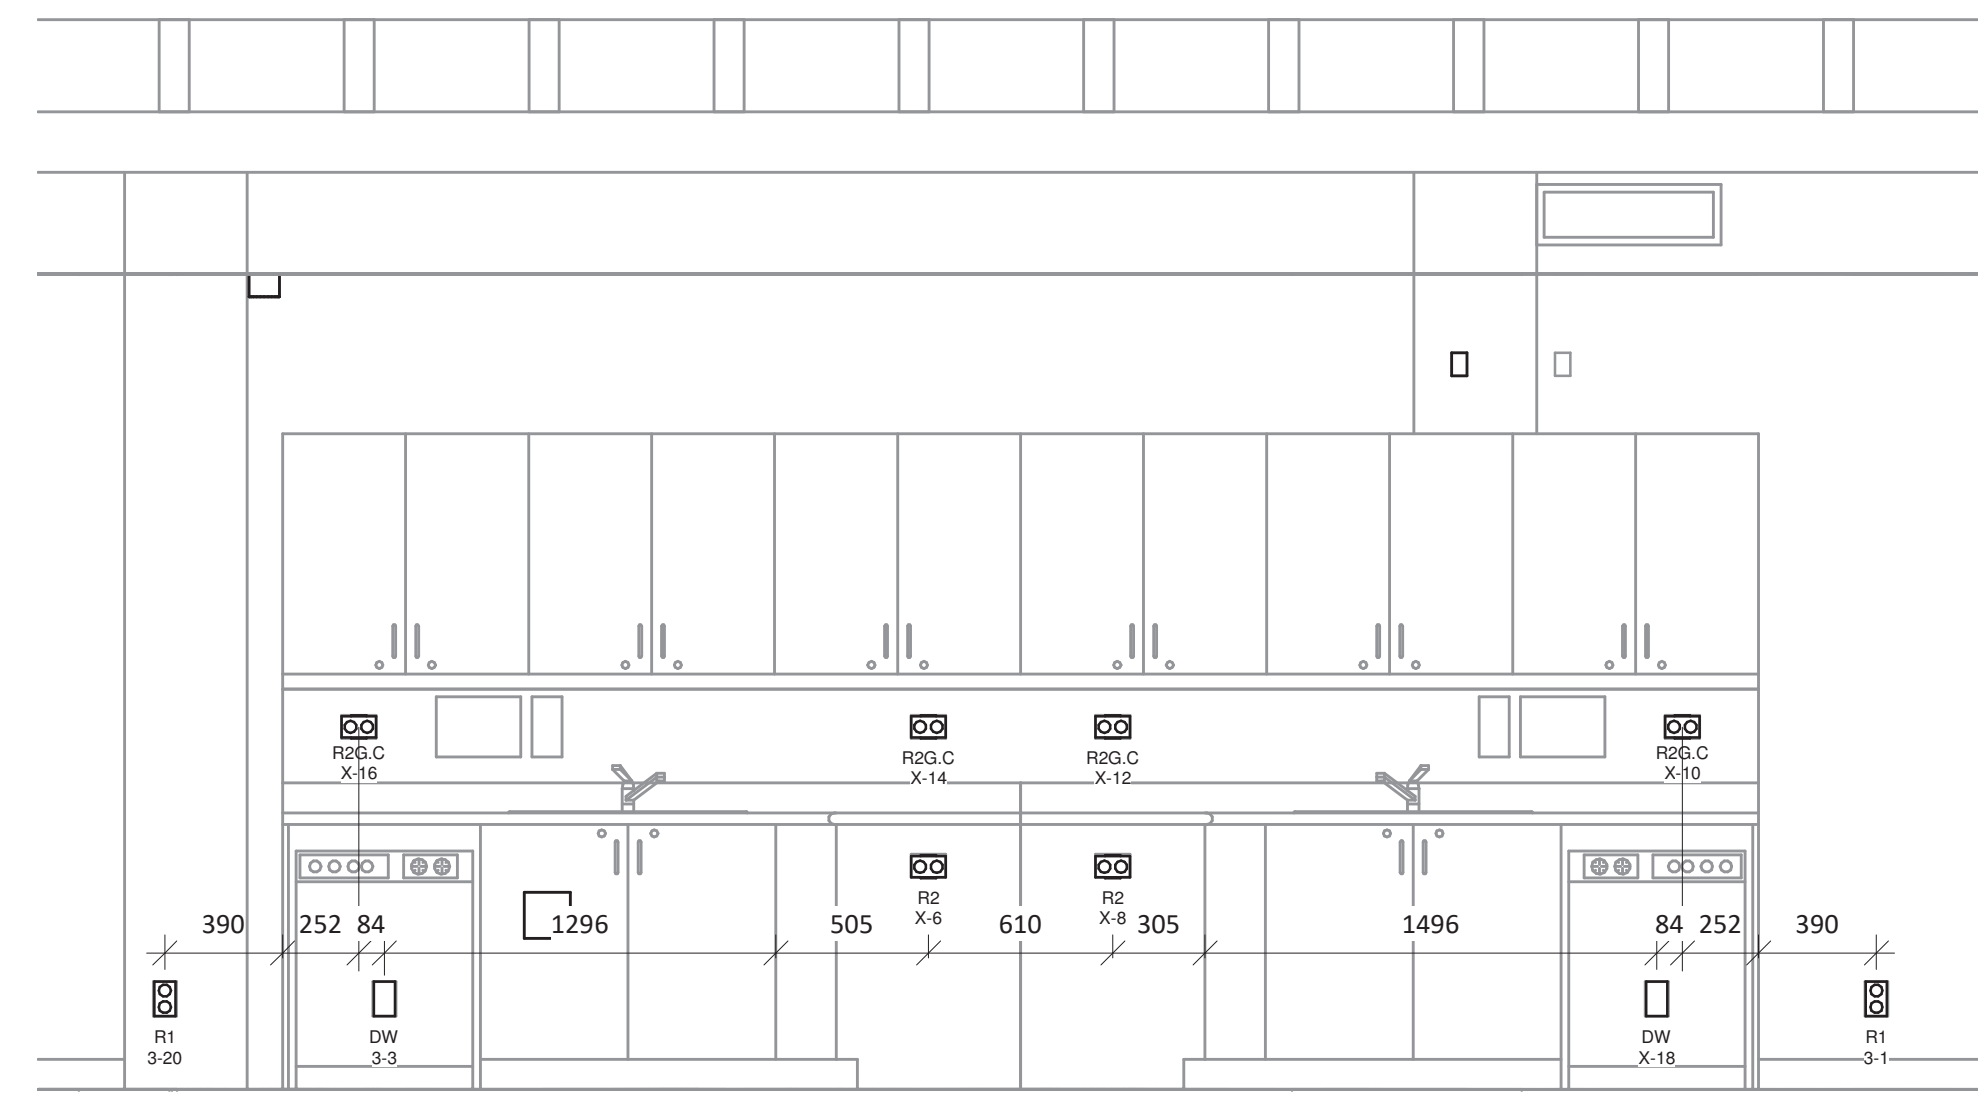 R2G.C
X-16
R2G.C
X-14
R2G.C
X-12
R2G.C
X-10
R2
X-6
R2
X-8
390 252 84 1296 505 610 305 1496 84 252 390
R1
3-20
DW
3-3
DW
X-18
R1
3-1